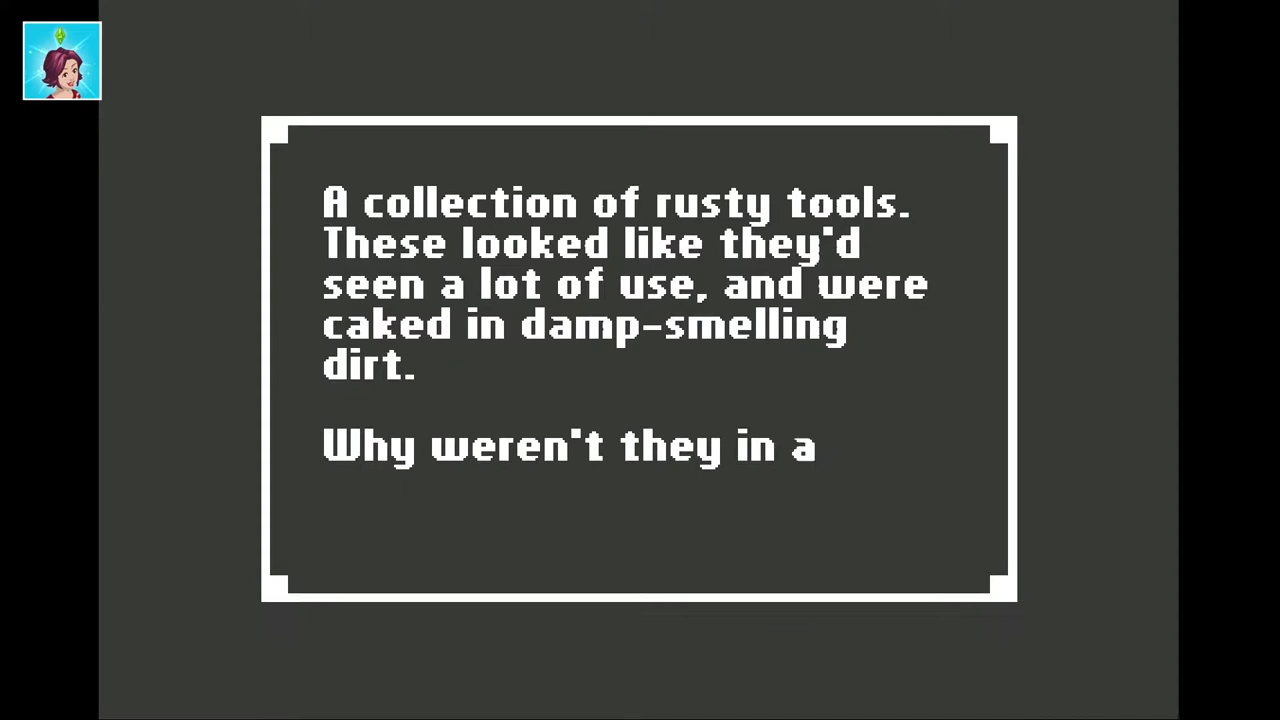 A collection of rusty tools.
These looked like they'd
seen a lot of use, and were
caked in damp-smelling
dirt.
Why weren't they in a